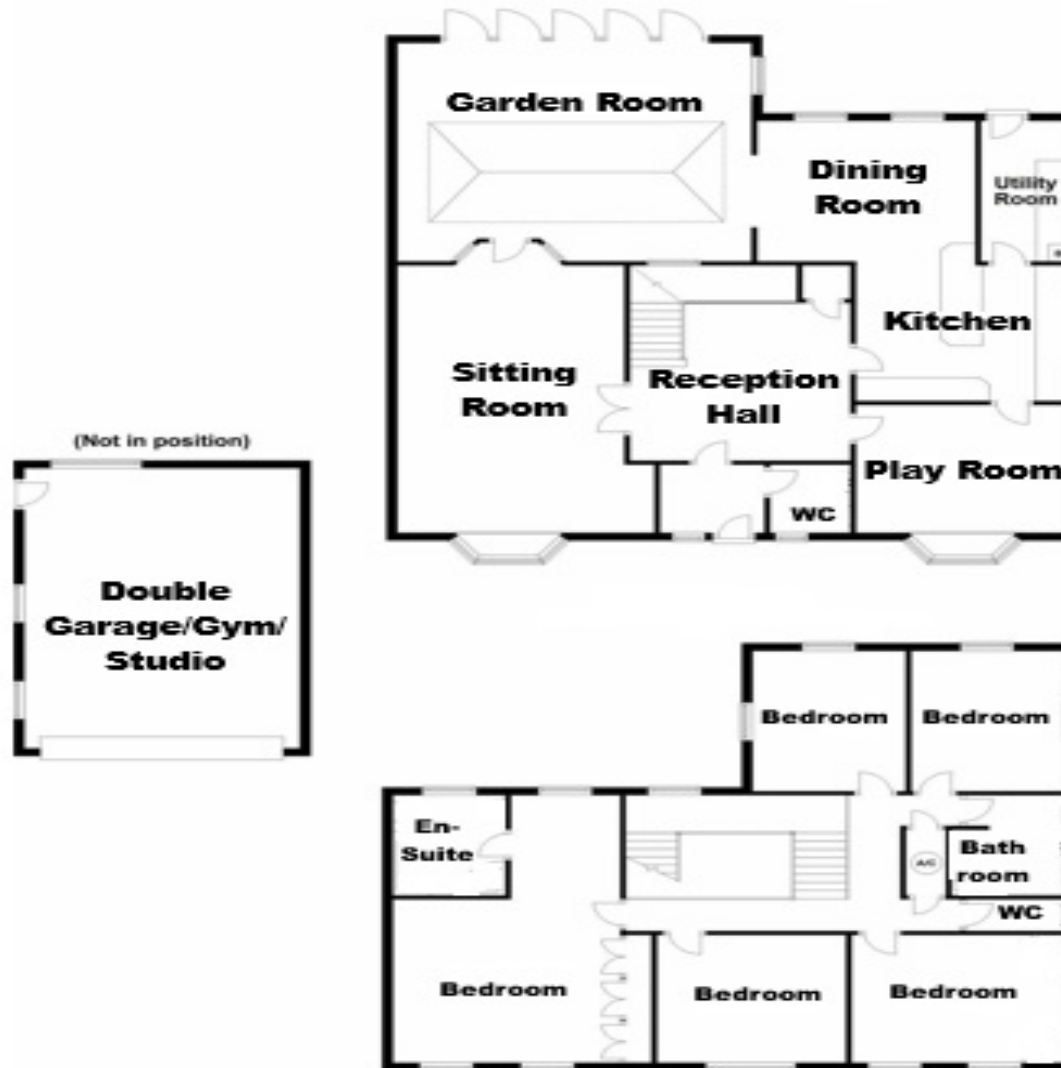 Garden Room
Dining
Room
Utility
Room
Kitchen
Sitting
Room
Reception
Hall
(Not in position)
Play Room
WC
Double
Garage/Gym/
Studio
Bedroom
Bedroom
En-
Suite
Bath
room
A/C
WC
Bedroom
Bedroom
Bedroom